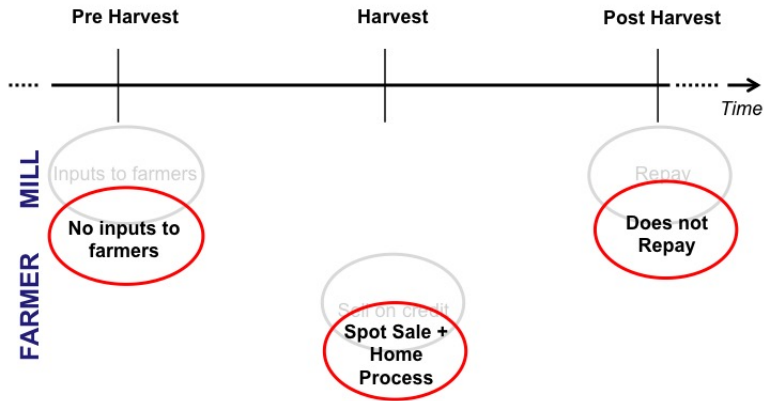 Pre Harvest
Harvest
Post Harvest
Time
MILL
Inputs to farmers
Repay
No inputs to
farmers
Does not
Repay
FARMER
Sell on credit
Spot Sale +
Home
Process